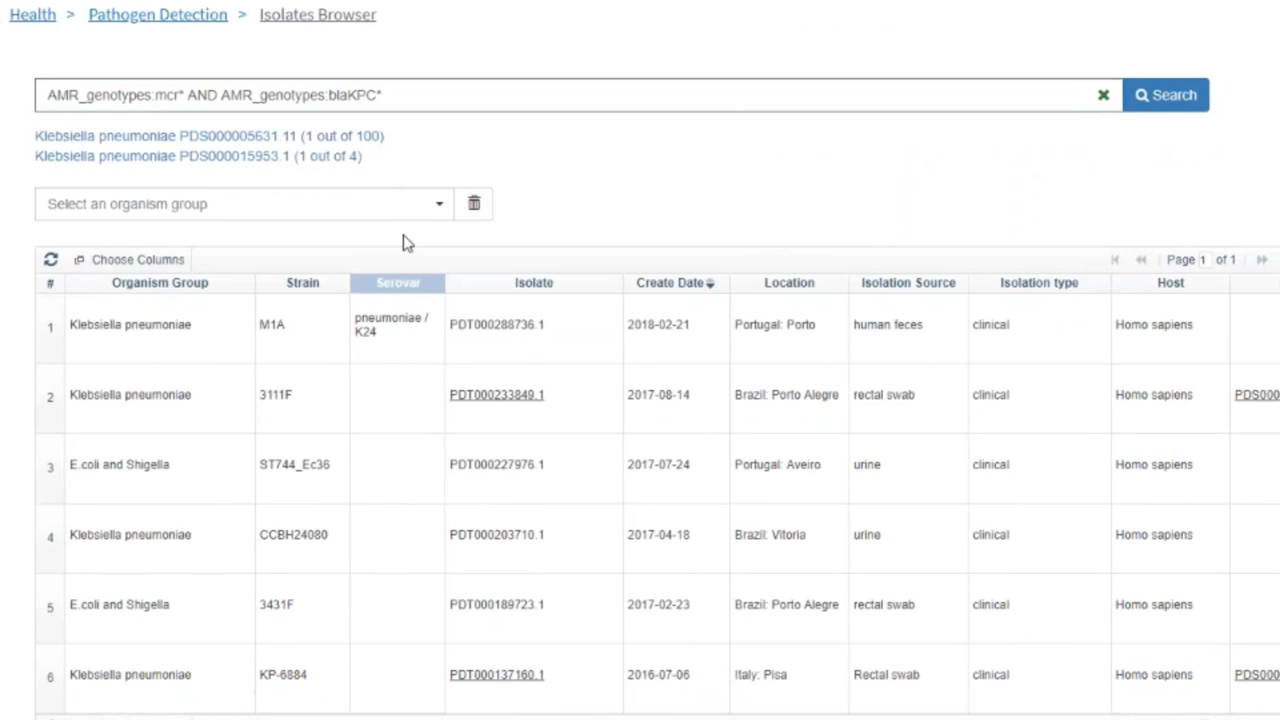 Health > Pathogen Detection > Isolates Browser
AMR_genotypes:mcr* AND AMR_genotypes:blaKPC*
Search
Klebsiella pneumoniae PDS000005631.11 (1 out of 100)
Klebsiella pneumoniae PDS000015953.1 (1 out of 4)
Select an organism group
Choose Columns Page 1 of 1
# Organism Group Strain Serovar Isolate Create Date Location Isolation Source Isolation type Host
1 Klebsiella pneumoniae M1A pneumoniae / K24 PDT000288736.1 2018-02-21 Portugal: Porto human feces clinical Homo sapiens
2 Klebsiella pneumoniae 3111F PDT000233849.1 2017-08-14 Brazil: Porto Alegre rectal swab clinical Homo sapiens PDS000
3 E.coli and Shigella ST744_Ec36 PDT000227976.1 2017-07-24 Portugal: Aveiro urine clinical Homo sapiens
4 Klebsiella pneumoniae CCBH24080 PDT000203710.1 2017-04-18 Brazil: Vitoria urine clinical Homo sapiens
5 E.coli and Shigella 3431F PDT000189723.1 2017-02-23 Brazil: Porto Alegre rectal swab clinical Homo sapiens
6 Klebsiella pneumoniae KP-6884 PDT000137160.1 2016-07-06 Italy: Pisa Rectal swab clinical Homo sapiens PDS000